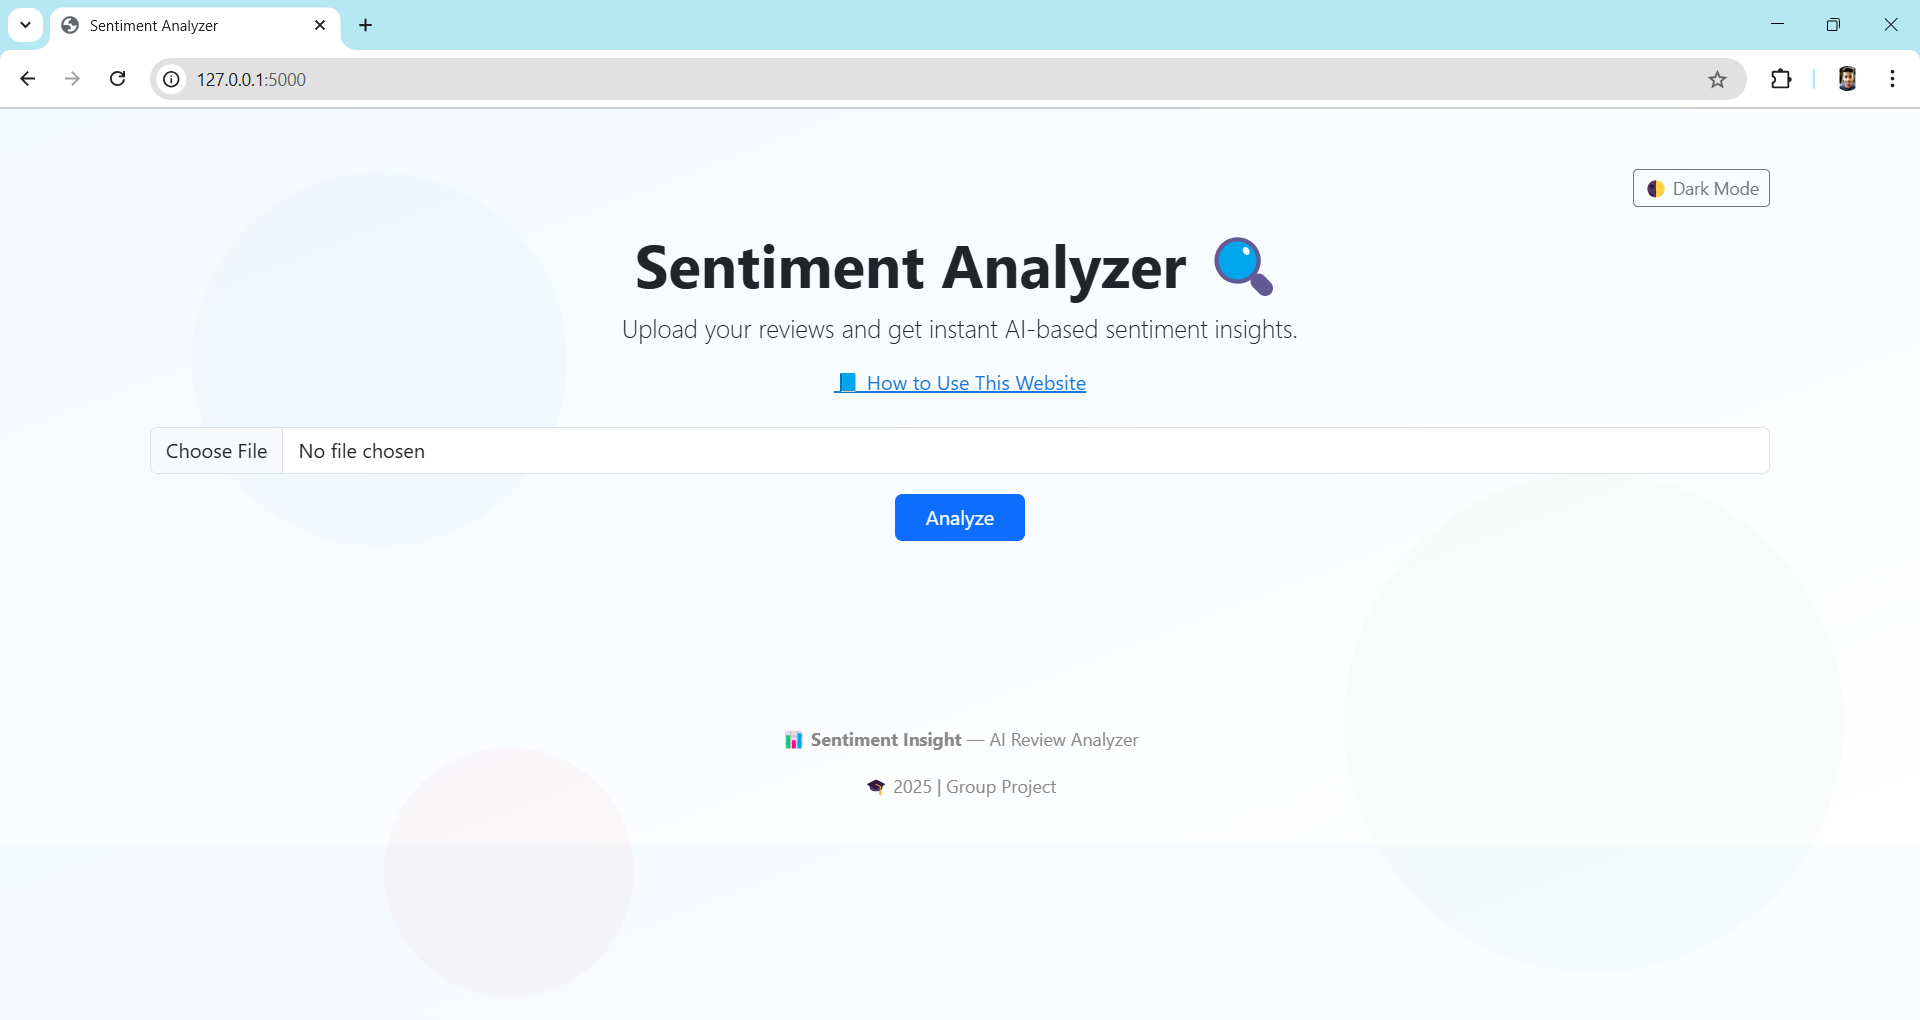 Sentiment Analyzer
127.0.0.1:5000
Dark Mode
Sentiment Analyzer
Upload your reviews and get instant AI-based sentiment insights.
How to Use This Website
Choose File No file chosen
Analyze
Sentiment Insight — AI Review Analyzer
2025 | Group Project